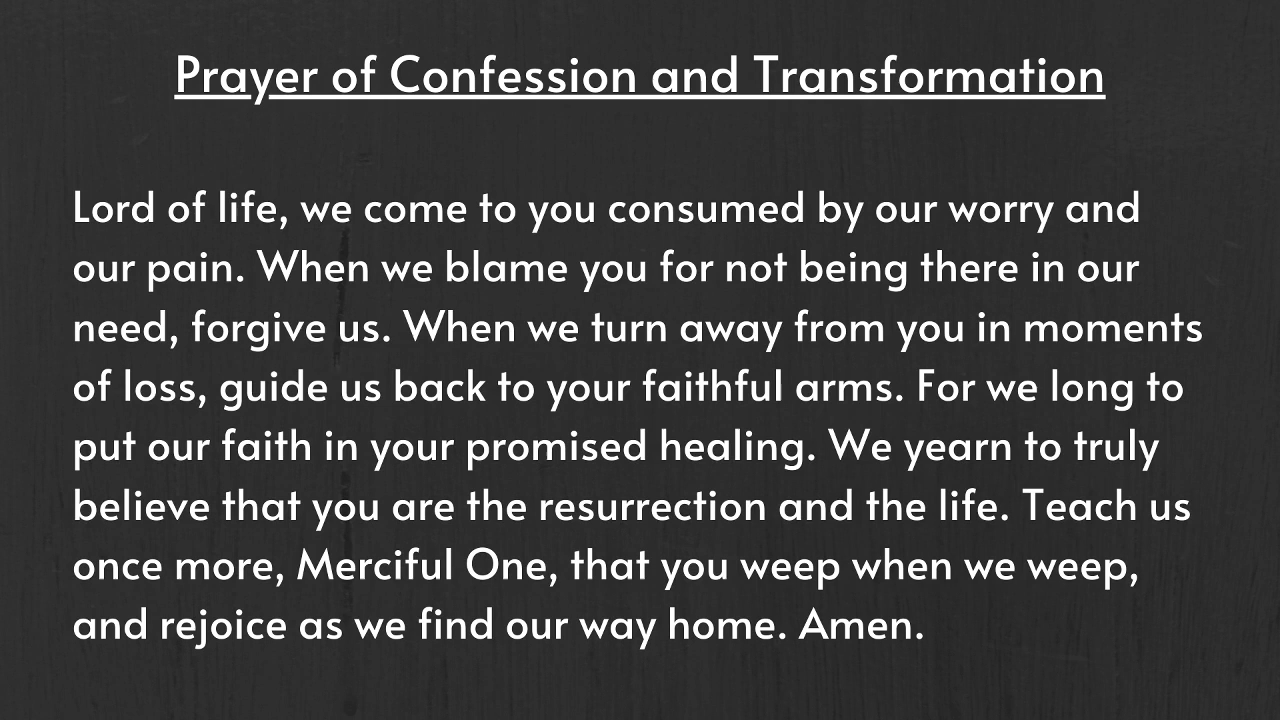 Prayer of Confession and Transformation
Lord of life, we come to you consumed by our worry and
our pain. When we blame you for not being there in our
need, forgive us. When we turn away from you in moments
of loss, guide us back to your faithful arms. For we long to
put our faith in your promised healing. We yearn to truly
believe that you are the resurrection and the life. Teach us
once more, Merciful One, that you weep when we weep,
and rejoice as we find our way home. Amen.